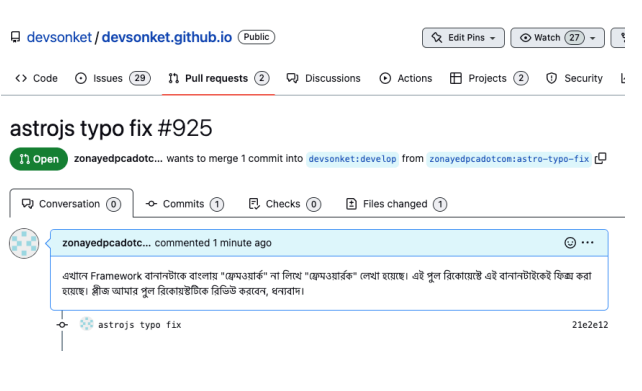 devsonket / devsonket.github.io Public
Edit Pins Watch 27
Code Issues 29 Pull requests 2 Discussions Actions Projects 2 Security
astrojs typo fix #925
Open zonayedpcadotc... wants to merge 1 commit into devsonket:develop from zonayedpcadotcom:astro-typo-fix
Conversation 0 Commits 1 Checks 0 Files changed 1
zonayedpcadotc... commented 1 minute ago
এখানে Framework বানানটাকে বাংলায় "ফ্রেমওয়ার্ক" না লিখে "ফ্রেমওয়ার্রক" লেখা হয়েছে। এই পুল রিকোয়েস্টে এই বানানটাইকেই ফিক্স করা
হয়েছে। প্লীজ আমার পুল রিকোয়স্টটিকে রিভিউ করবেন, ধন্যবাদ।
astrojs typo fix 21e2e12